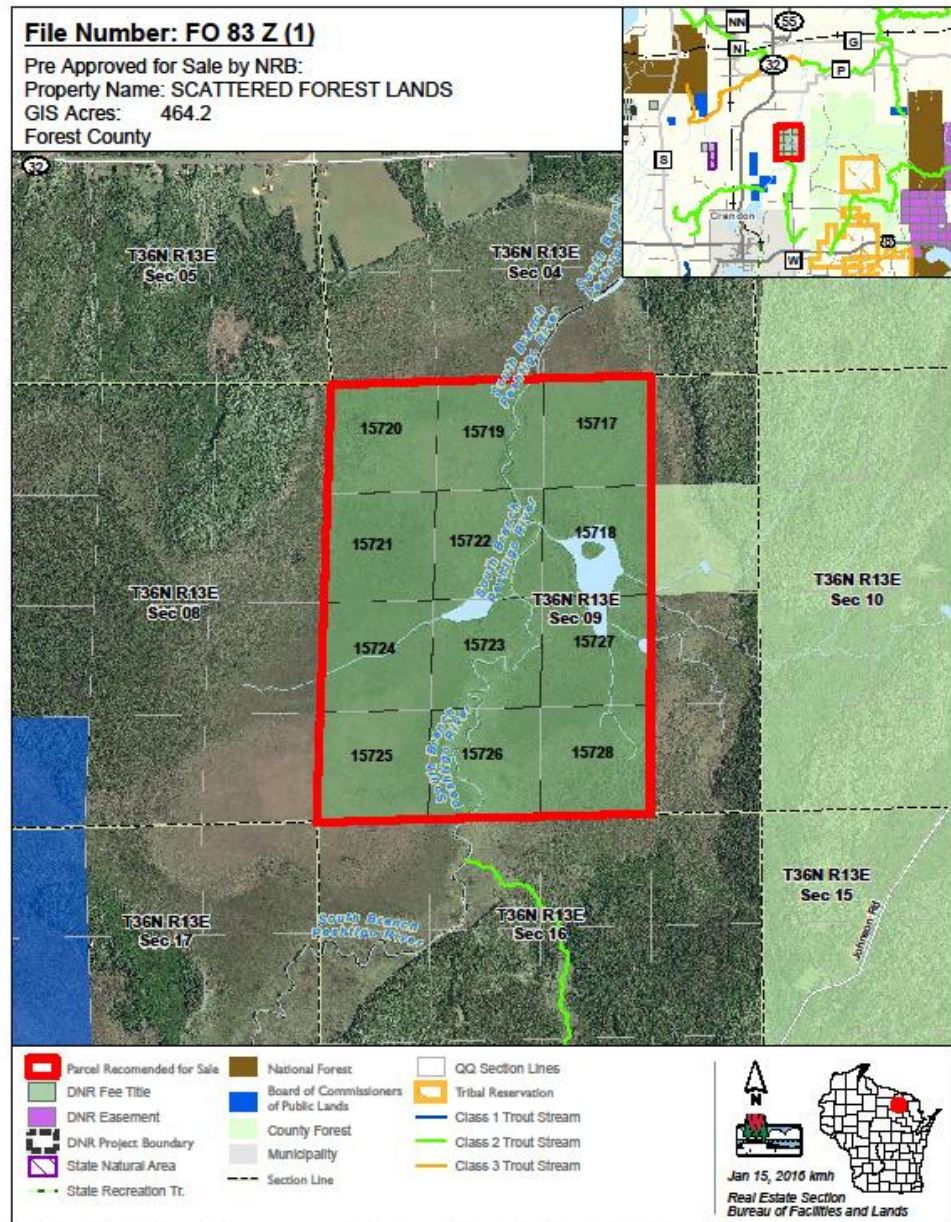 File Number: FO 83 Z (1)
Pre Approved for Sale by NRB:
Property Name: SCATTERED FOREST LANDS
GIS Acres: 464.2
Forest County
NN
55
N
G
32
P
S
Crandon
W
32
T36N R13E
Sec 05
T36N R13E
Sec 04
South Branch
South Branch
Peshtigo River
15720
15719
15717
15721
15722
15718
South Branch
Peshtigo River
T36N R13E
Sec 08
T36N R13E
Sec 09
T36N R13E
Sec 10
15724
15723
15727
15725
15726
15728
South Branch
Peshtigo River
T36N R13E
Sec 17
South Branch
Peshtigo River
T36N R13E
Sec 16
T36N R13E
Sec 15
Johnson Rd
Parcel Recomended for Sale
DNR Fee Title
DNR Easement
DNR Project Boundary
State Natural Area
State Recreation Tr.
National Forest
Board of Commissioners
of Public Lands
County Forest
Municipality
Section Line
QQ Section Lines
Tribal Reservation
Class 1 Trout Stream
Class 2 Trout Stream
Class 3 Trout Stream
N
Jan 15, 2016 kmh
Real Estate Section
Bureau of Facilities and Lands